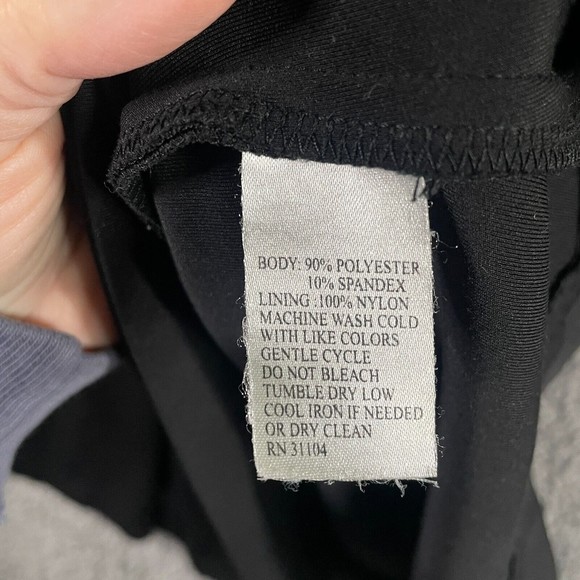 BODY: 90% POLYESTER
10% SPANDEX
LINING :100% NYLON
MACHINE WASH COLD
WITH LIKE COLORS
GENTLE CYCLE
DO NOT BLEACH
TUMBLE DRY LOW
COOL IRON IF NEEDED
OR DRY CLEAN
RN 31104